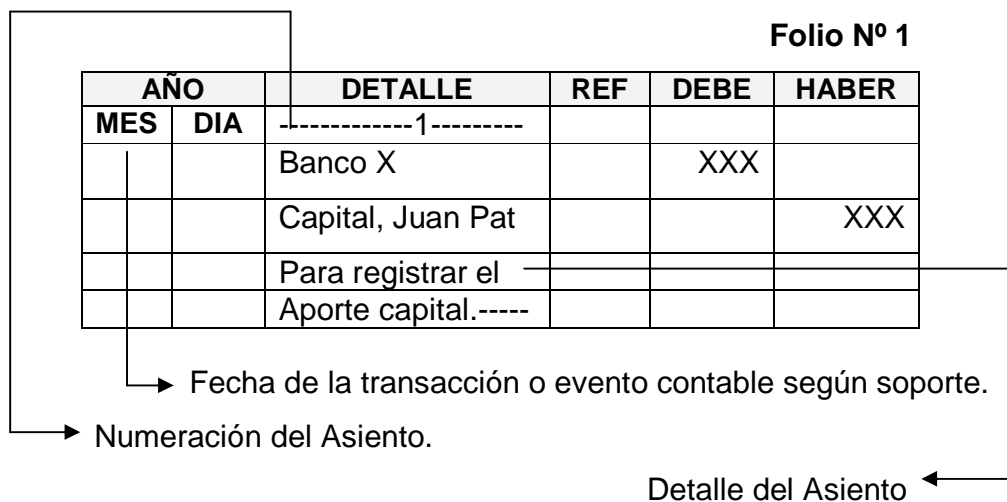 Folio Nº 1
AÑO DETALLE REF DEBE HABER
MES DIA -------------1---------
Banco X XXX
Capital, Juan Pat XXX
Para registrar el
Aporte capital.-----
Fecha de la transacción o evento contable según soporte.
Numeración del Asiento.
Detalle del Asiento